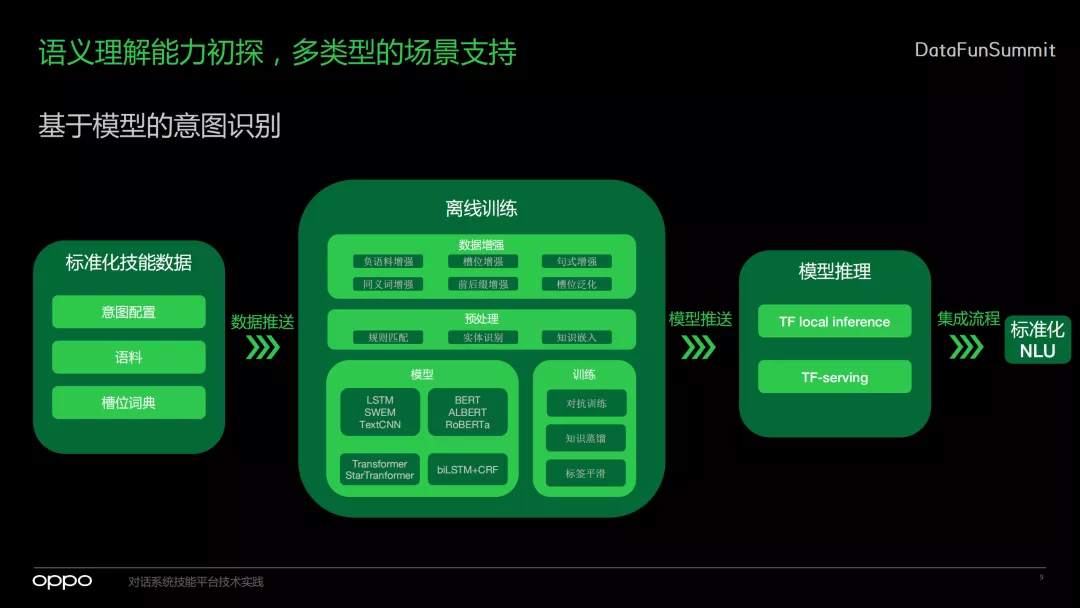 语义理解能力初探，多类型的场景支持
DataFunSummit
基于模型的意图识别
标准化技能数据
意图配置
语料
槽位词典
数据推送
离线训练
数据增强
负语料增强
槽位增强
句式增强
同义词增强
前后缀增强
槽位泛化
预处理
规则匹配
实体识别
知识嵌入
模型
LSTM
SWEM
TextCNN
BERT
ALBERT
RoBERTa
Transformer
StarTranformer
biLSTM+CRF
训练
对抗训练
知识蒸馏
标签平滑
模型推送
模型推理
TF local inference
TF-serving
集成流程
标准化
NLU
oppo
对话系统技能平台技术实践
9